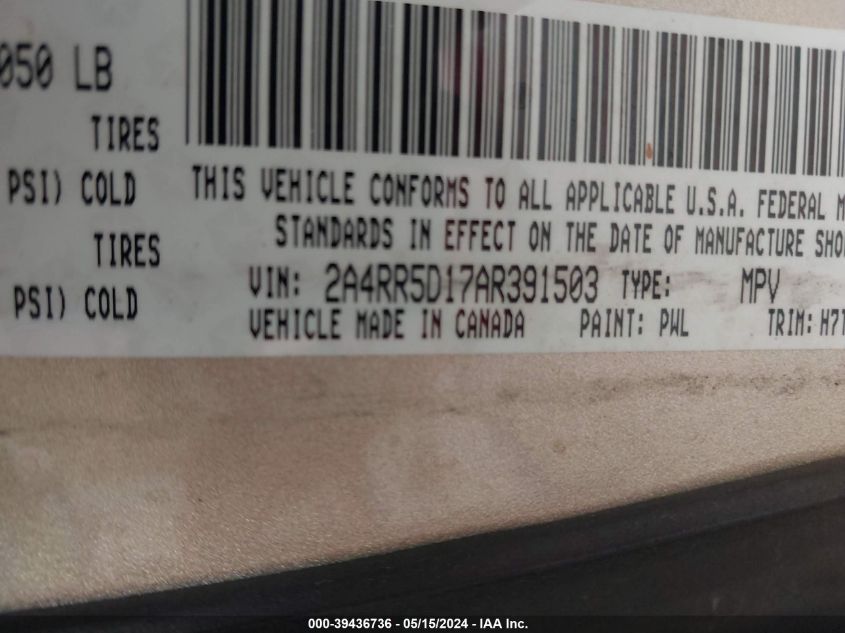 050 LB
TIRES
PSI) COLD
TIRES
PSI) COLD
THIS VEHICLE CONFORMS TO ALL APPLICABLE U.S.A. FEDERAL M
STANDARDS IN EFFECT ON THE DATE OF MANUFACTURE SHO
VIN: 2A4RR5D17AR391503 TYPE: MPV
VEHICLE MADE IN CANADA PAINT: PWL TRIM: H7T
000-39436736 - 05/15/2024 - IAA Inc.